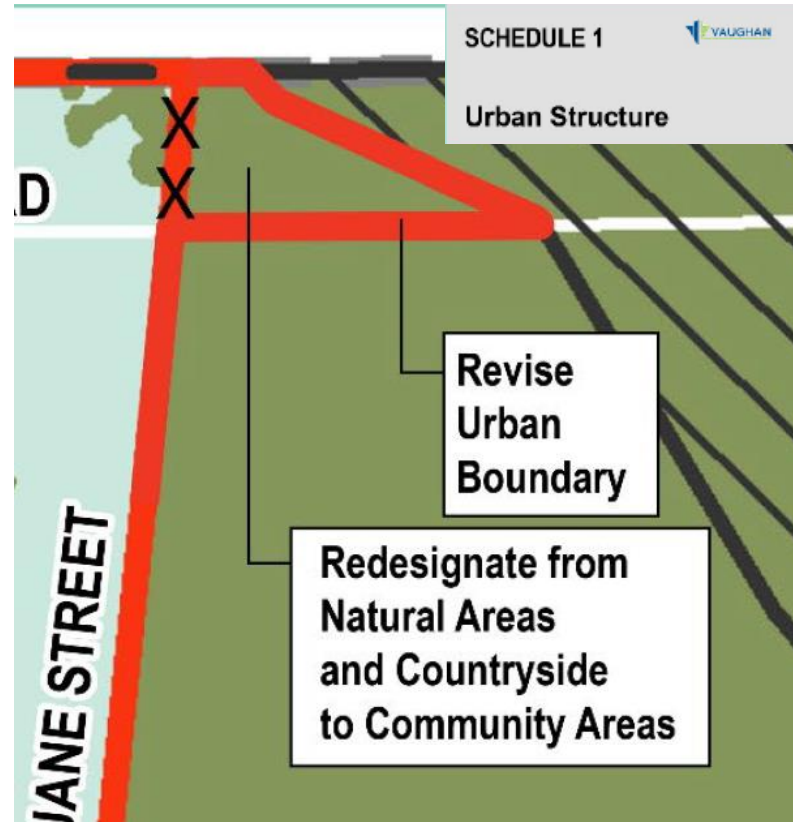 SCHEDULE 1
VAUGHAN
Urban Structure
X
X
D
Revise
Urban
Boundary
Redesignate from
Natural Areas
and Countryside
to Community Areas
JANE STREET